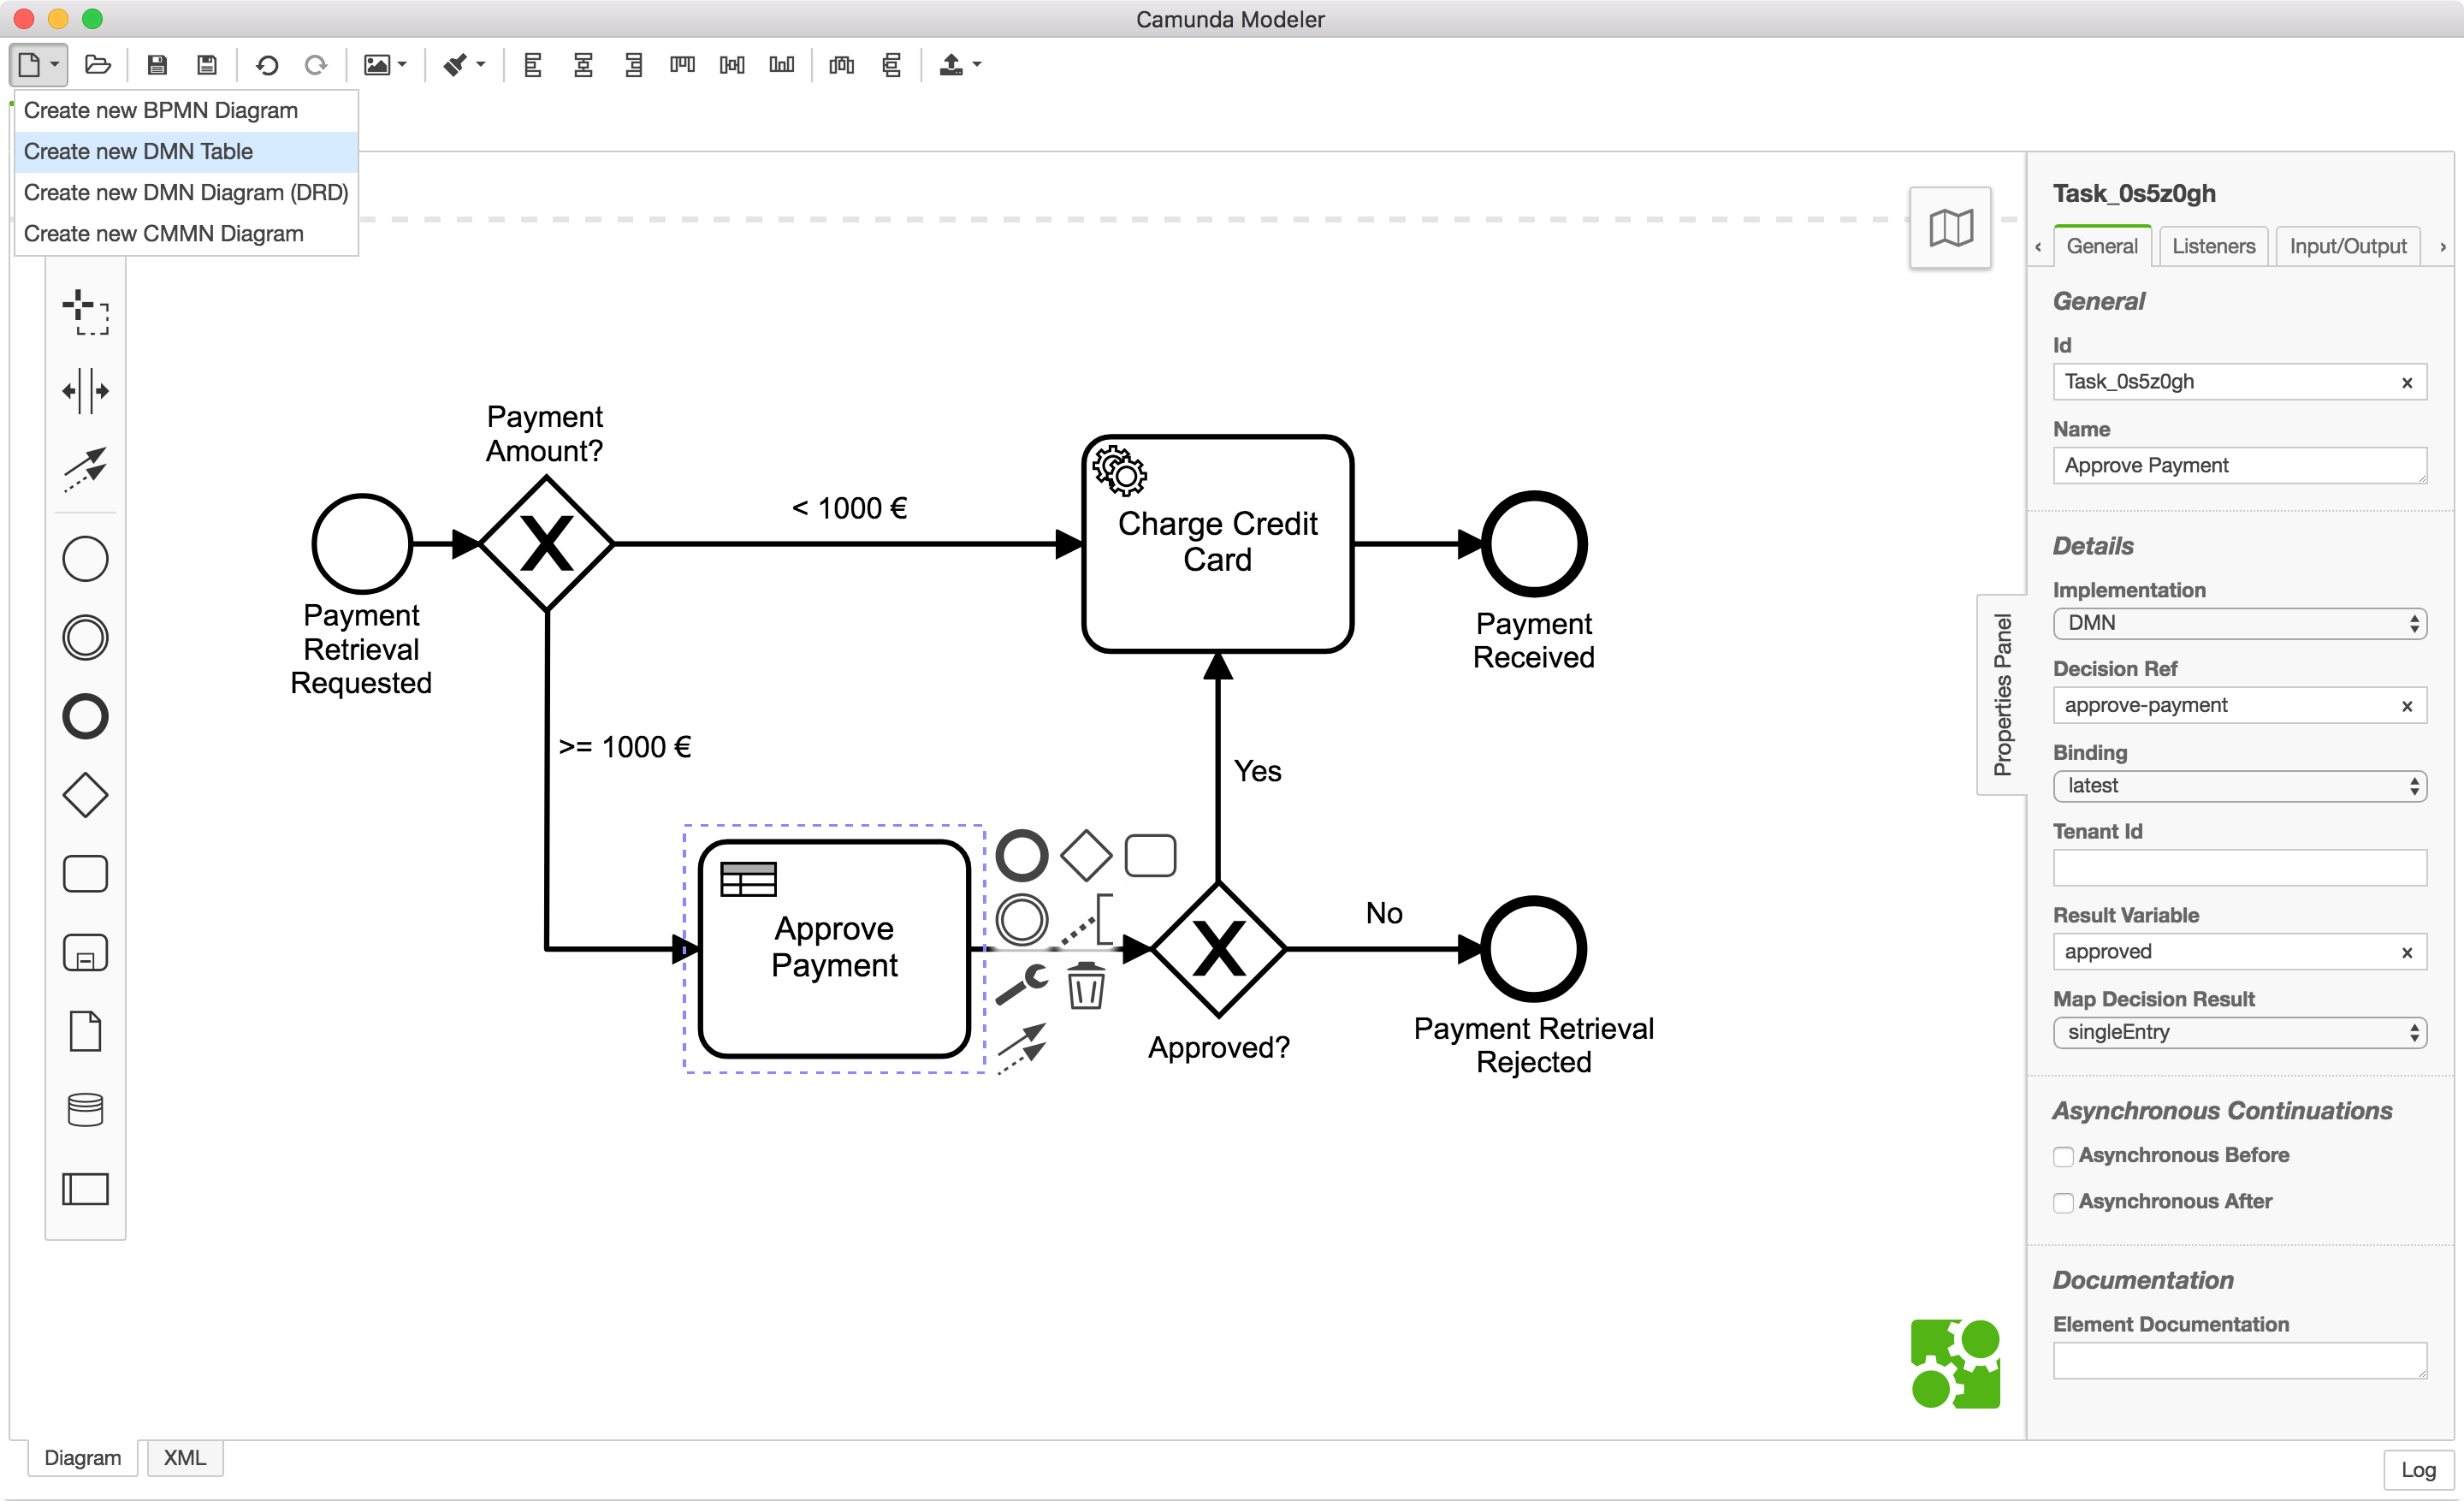 Camunda Modeler
Create new BPMN Diagram
Create new DMN Table
Create new DMN Diagram (DRD)
Create new CMMN Diagram
Payment
Amount?
Payment
Retrieval
Requested
< 1000 €
>= 1000 €
Charge Credit
Card
Payment
Received
Yes
Approve
Payment
Approved?
No
Payment Retrieval
Rejected
Properties Panel
Task_0s5z0gh
General
Listeners
Input/Output
General
Id
Task_0s5z0gh
Name
Approve Payment
Details
Implementation
DMN
Decision Ref
approve-payment
Binding
latest
Tenant Id
Result Variable
approved
Map Decision Result
singleEntry
Asynchronous Continuations
Asynchronous Before
Asynchronous After
Documentation
Element Documentation
Diagram
XML
Log